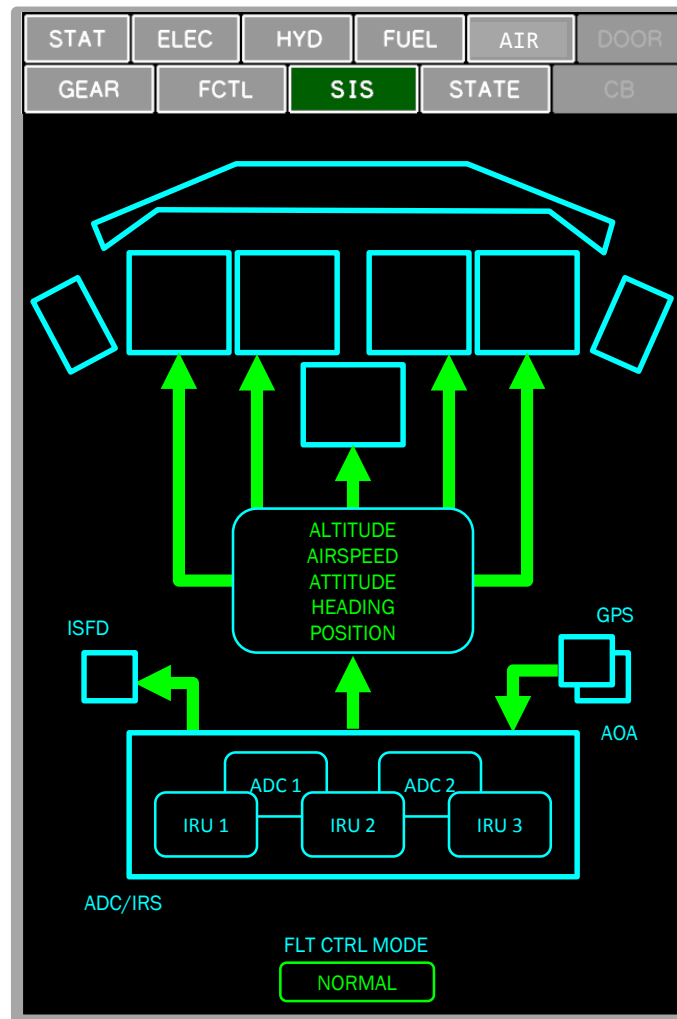 STAT ELEC HYD FUEL AIR DOOR
GEAR FCTL SIS STATE CB
ALTITUDE
AIRSPEED
ATTITUDE
HEADING
POSITION
ISFD
GPS
AOA
ADC 1 ADC 2
IRU 1 IRU 2 IRU 3
ADC/IRS
FLT CTRL MODE
NORMAL